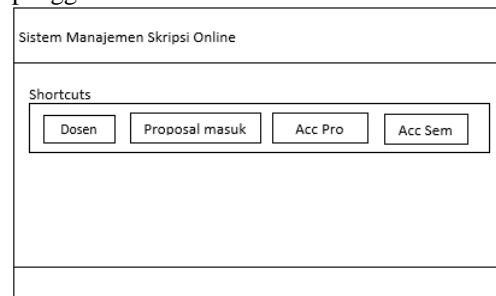 Sistem Manajemen Skripsi Online
Shortcuts
Dosen Proposal masuk Acc Pro Acc Sem